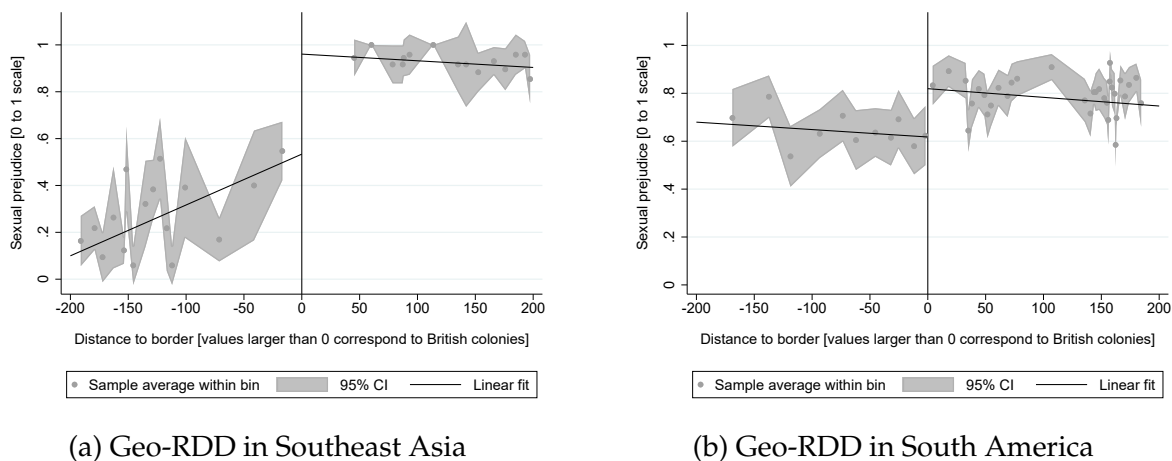 Sexual prejudice [0 to 1 scale]
1
.8
.6
.4
.2
0
-200 -150 -100 -50 0 50 100 150 200
Distance to border [values larger than 0 correspond to British colonies]
Sample average within bin 95% CI Linear fit
(a) Geo-RDD in Southeast Asia
Sexual prejudice [0 to 1 scale]
1
.8
.6
.4
.2
0
-200 -150 -100 -50 0 50 100 150 200
Distance to border [values larger than 0 correspond to British colonies]
Sample average within bin 95% CI Linear fit
(b) Geo-RDD in South America